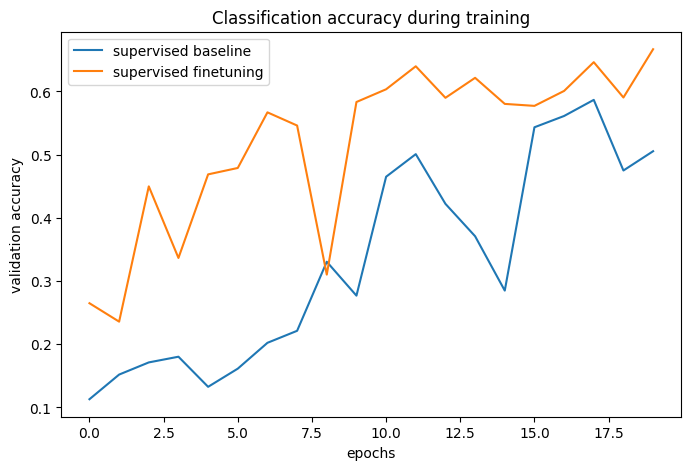 Classification accuracy during training
supervised baseline
supervised finetuning
validation accuracy
0.6
0.5
0.4
0.3
0.2
0.1
0.0 2.5 5.0 7.5 10.0 12.5 15.0 17.5
epochs